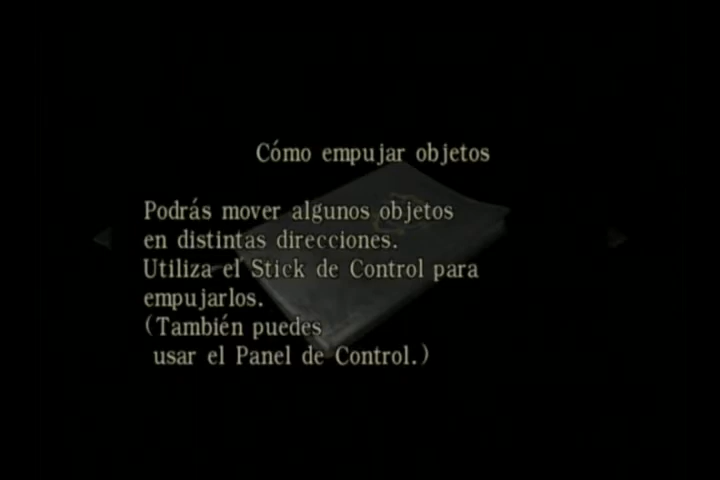 Cómo empujar objetos
Podrás mover algunos objetos
en distintas direcciones.
Utiliza el Stick de Control para
empujarlos.
(También puedes
usar el Panel de Control.)